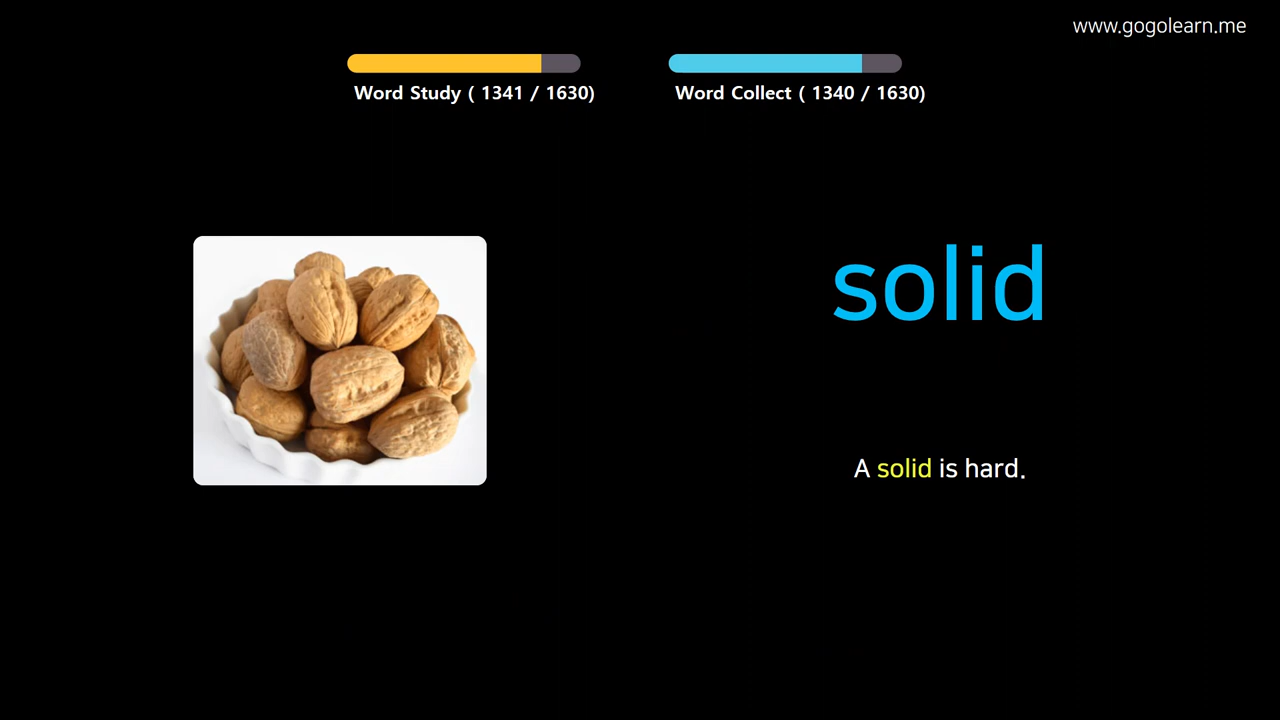 www.gogolearn.me
Word Study ( 1341 / 1630)
Word Collect ( 1340 / 1630)
solid
A solid is hard.